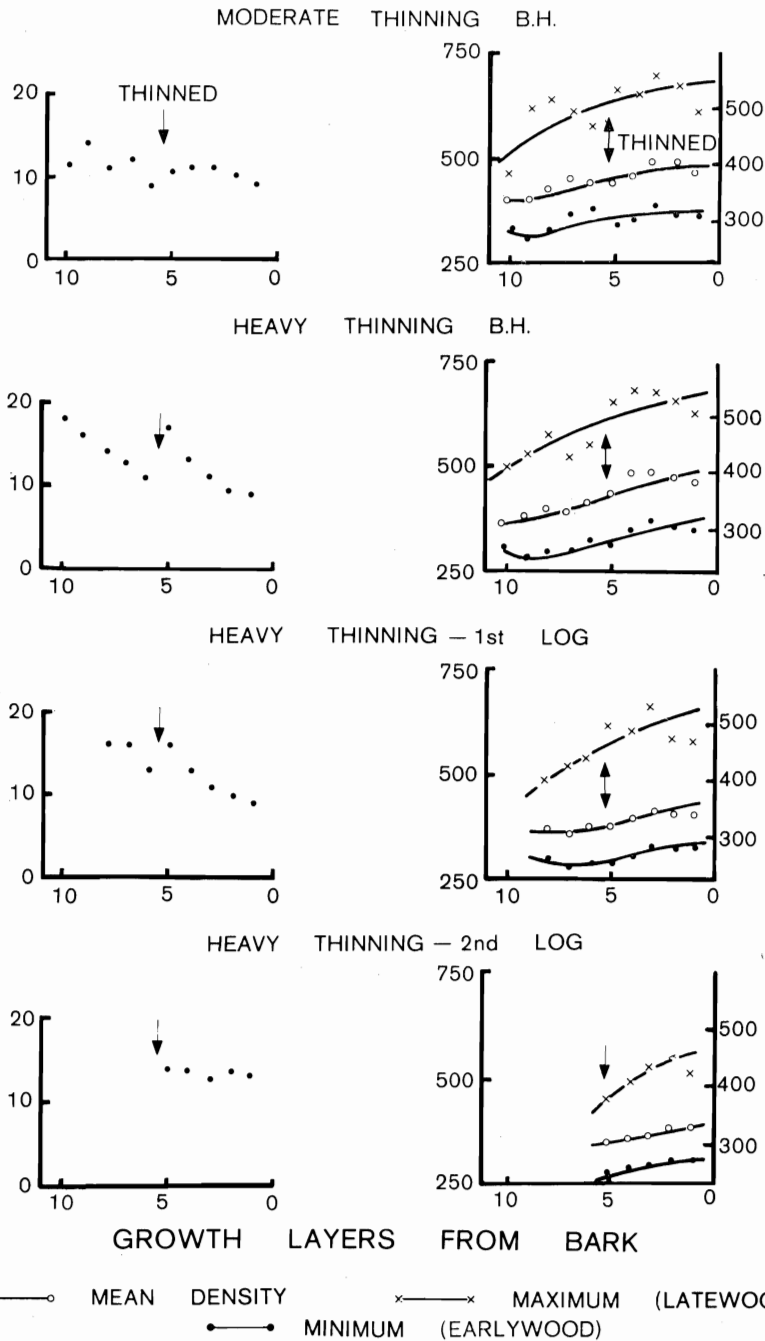 MODERATE THINNING B.H.
20
10
0
THINNED
10 5 0
750
500
250
THINNED
500
400
300
10 5 0
HEAVY THINNING B.H.
20
10
0
10 5 0
750
500
250
500
400
300
10 5 0
HEAVY THINNING – 1st LOG
20
10
0
10 5 0
750
500
250
500
400
300
10 5 0
HEAVY THINNING – 2nd LOG
20
10
0
10 5 0
750
500
250
500
400
300
10 5 0
GROWTH LAYERS FROM BARK
MEAN DENSITY MAXIMUM (LATEWOO
MINIMUM (EARLYWOOD)